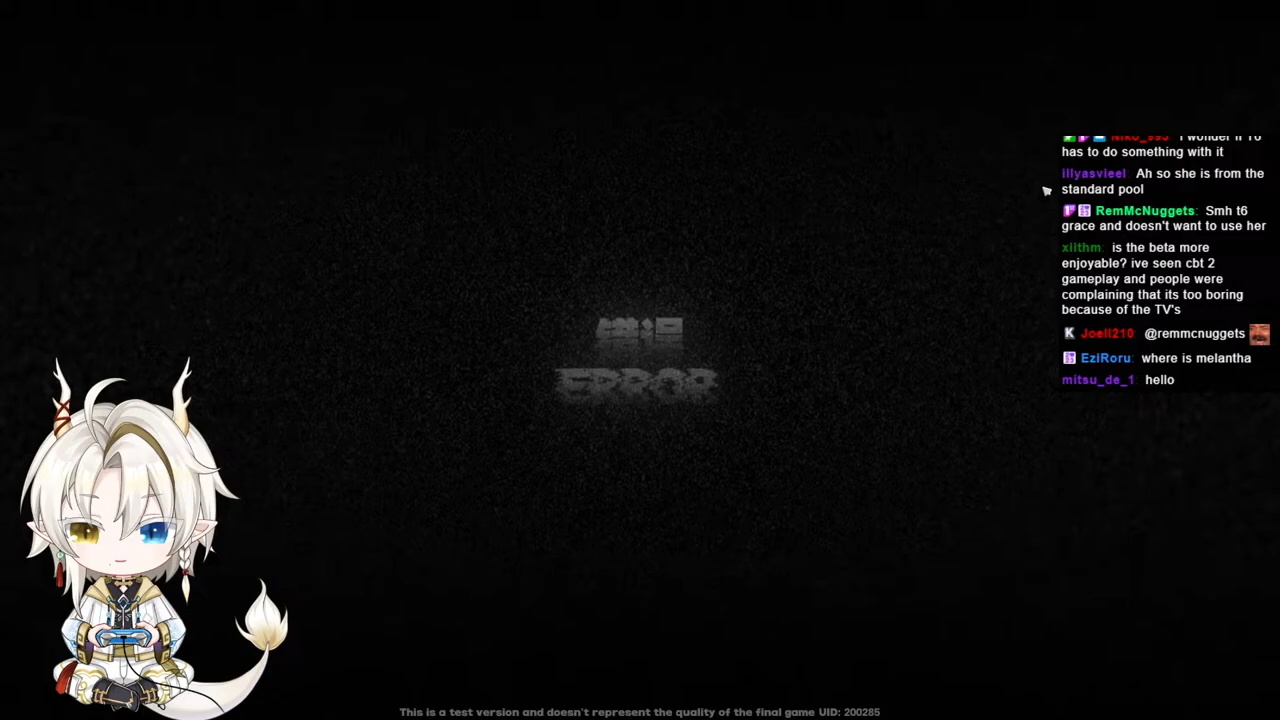 has to do something with it
illyasvieel: Ah so she is from the
standard pool
RemMcNuggets: Smh t6
grace and doesn't want to use her
xlithm: is the beta more
enjoyable? ive seen cbt 2
gameplay and people were
complaining that its too boring
because of the TV's
K Joell210 @remmcnuggets
EziRoru: where is melantha
mitsu_de_1: hello
错误
ERROR
This is a test version and doesn't represent the quality of the final game UID: 200285